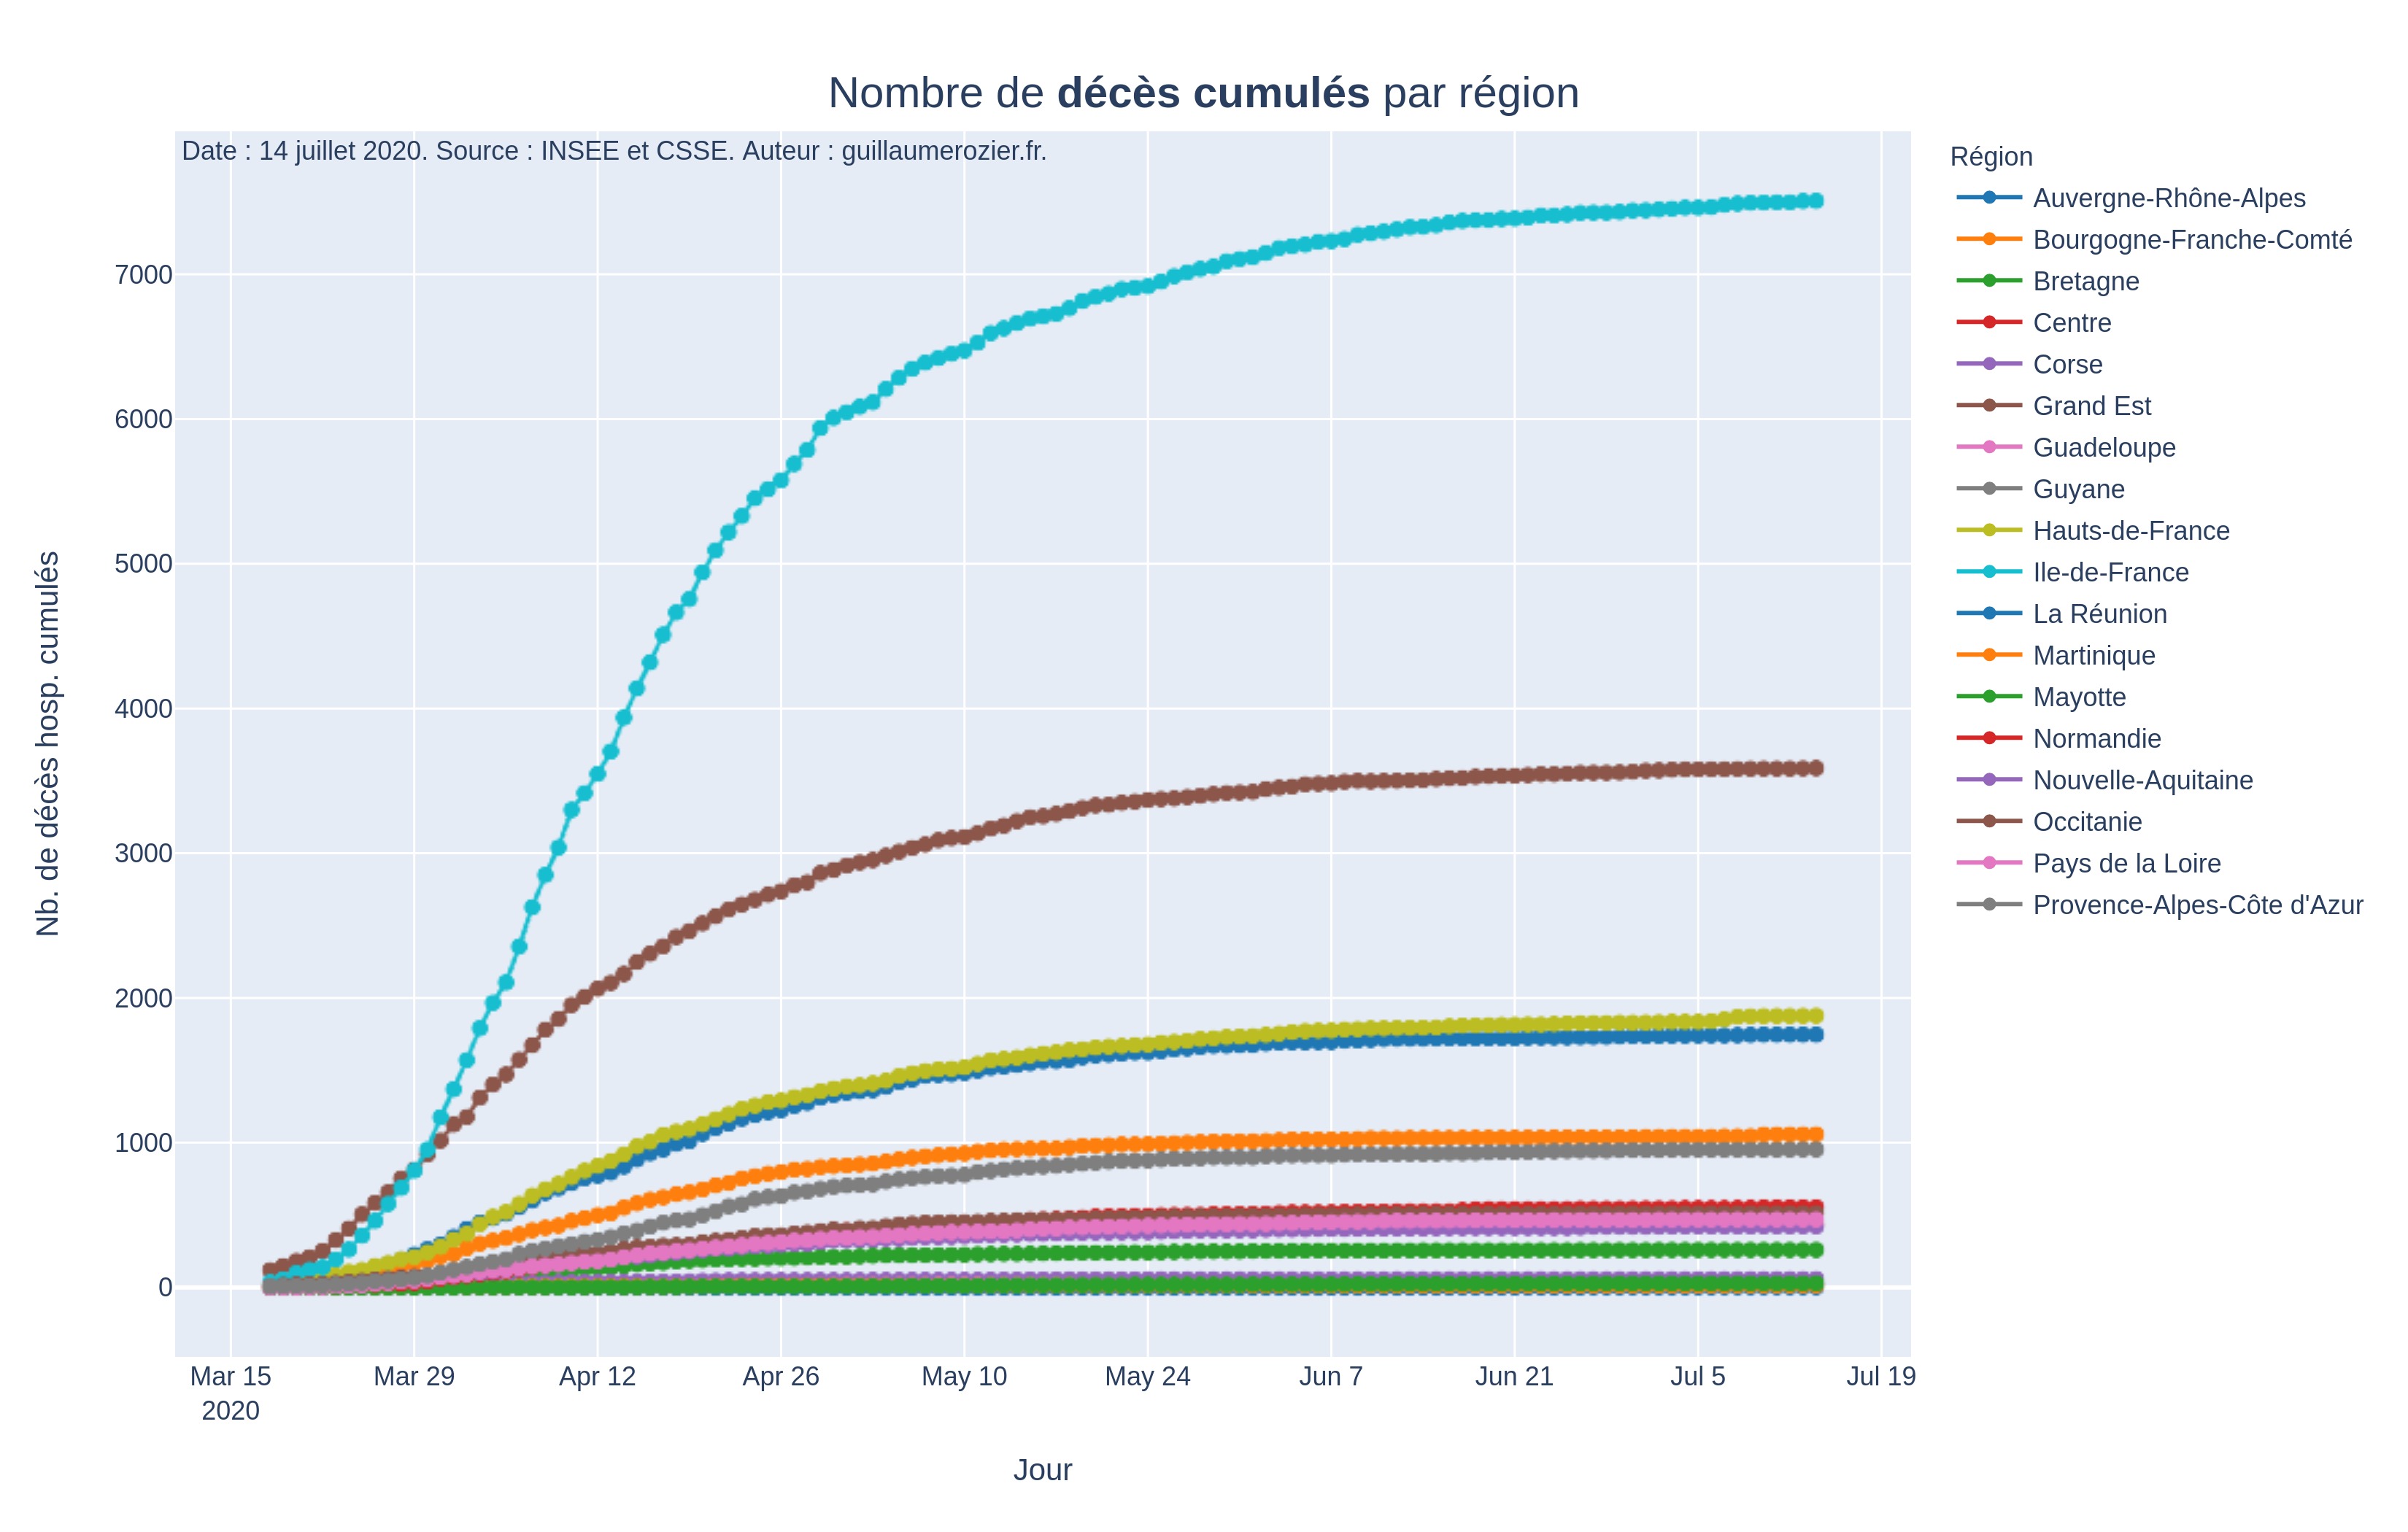 Nombre de décès cumulés par région
Date : 14 juillet 2020. Source : INSEE et CSSE. Auteur : guillaumerozier.fr.
Région
Auvergne-Rhône-Alpes
Bourgogne-Franche-Comté
Bretagne
Centre
Corse
Grand Est
Guadeloupe
Guyane
Hauts-de-France
Ile-de-France
La Réunion
Martinique
Mayotte
Normandie
Nouvelle-Aquitaine
Occitanie
Pays de la Loire
Provence-Alpes-Côte d'Azur
Nb. de décès hosp. cumulés
7000
6000
5000
4000
3000
2000
1000
0
Mar 15 Mar 29 Apr 12 Apr 26 May 10 May 24 Jun 7 Jun 21 Jul 5 Jul 19
2020
Jour